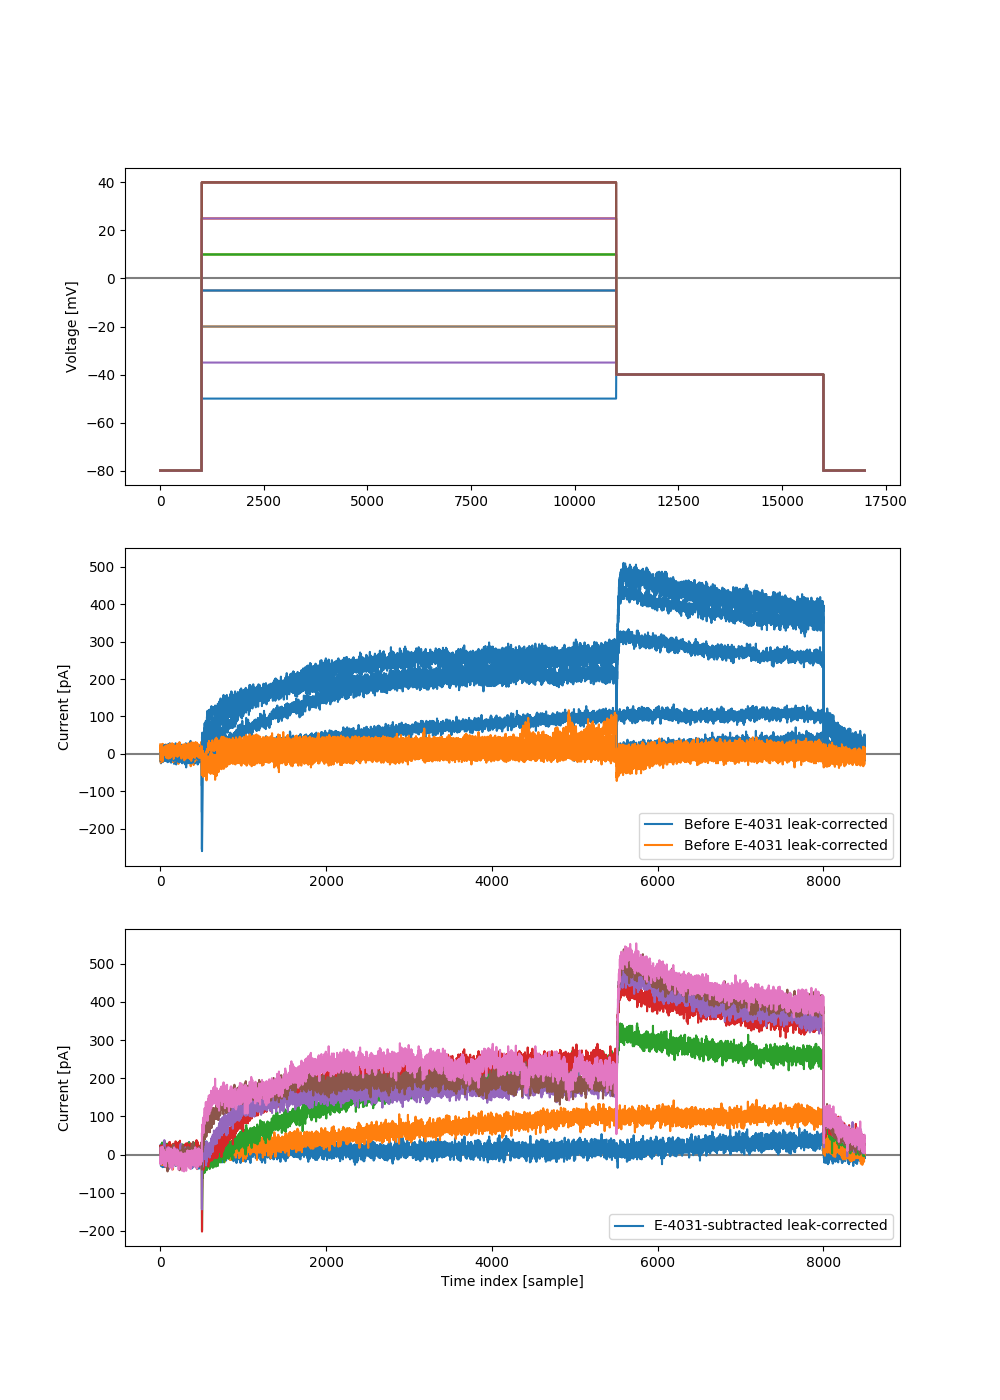 40
20
0
−20
−40
−60
−80
Voltage [mV]
0 2500 5000 7500 10000 12500 15000 17500
500
400
300
200
100
0
−100
−200
Current [pA]
Before E-4031 leak-corrected
Before E-4031 leak-corrected
0 2000 4000 6000 8000
500
400
300
200
100
0
−100
−200
Current [pA]
E-4031-subtracted leak-corrected
0 2000 4000 6000 8000
Time index [sample]